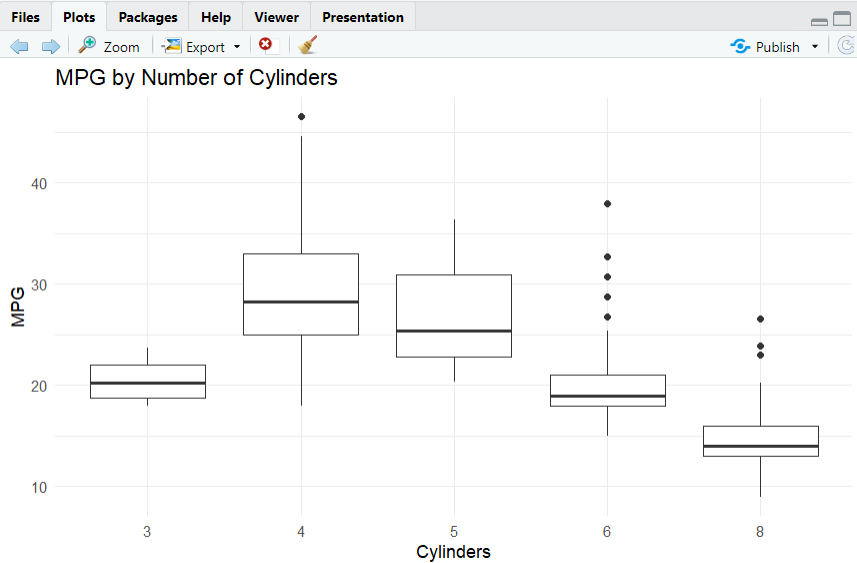 Files Plots Packages Help Viewer Presentation
Zoom Export Publish
MPG by Number of Cylinders
40
30
20
10
MPG
3 4 5 6 8
Cylinders